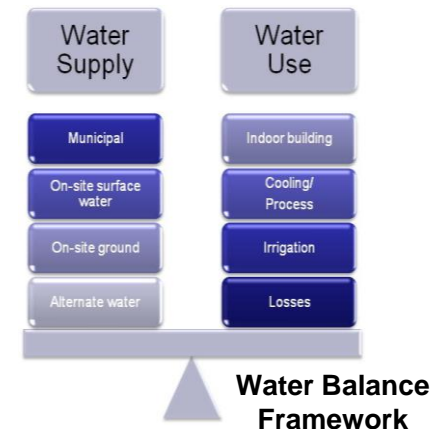 Water
Supply
Water
Use
Municipal
On-site surface
water
On-site ground
Alternate water
Indoor building
Cooling/
Process
Irrigation
Losses
Water Balance
Framework